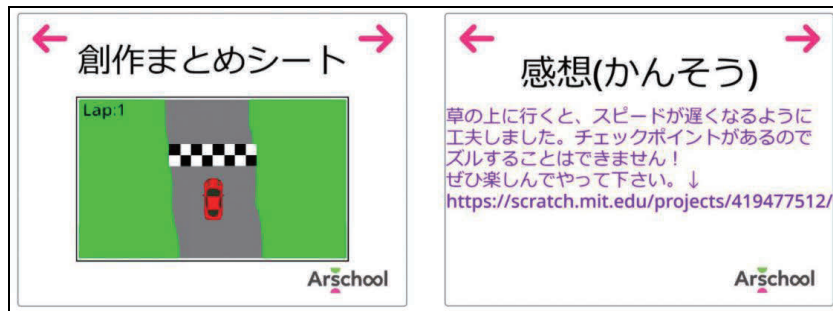 創作まとめシート
Lap:1
Arschool
感想(かんそう)
草の上に行くと、スピードが遅くなるように
工夫しました。チェックポイントがあるので
ズルすることはできません！
ぜひ楽しんでやって下さい。↓
https://scratch.mit.edu/projects/419477512/
Arschool